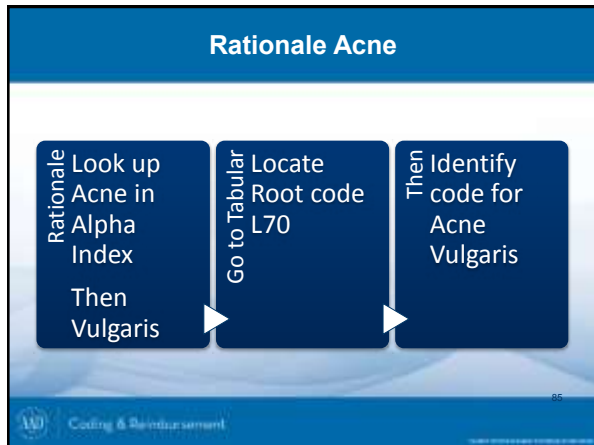 Rationale Acne
Rationale
Look up
Acne in
Alpha
Index
Then
Vulgaris
Go to Tabular
Locate
Root code
L70
Then
Identify
code for
Acne
Vulgaris
85
Coding & Reimbursement